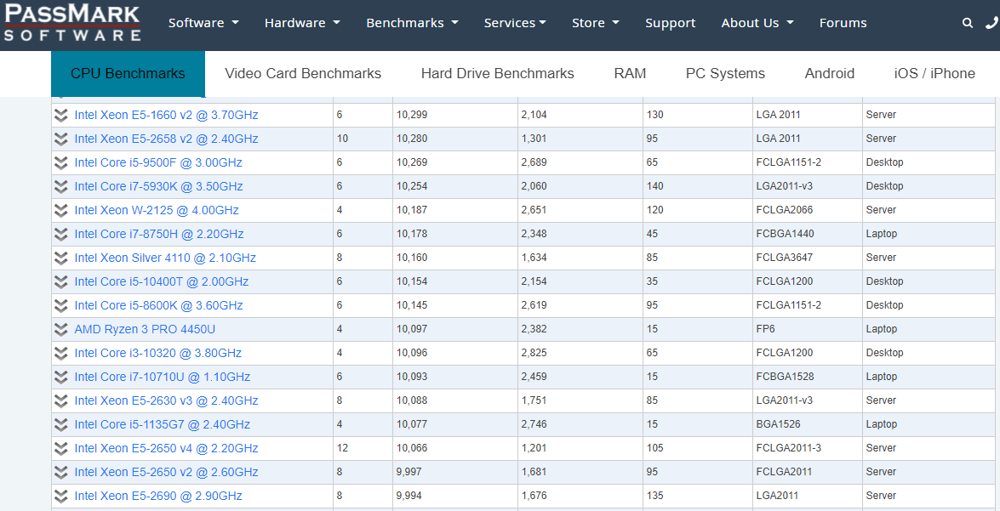 PASSMARK
SOFTWARE
Software Hardware Benchmarks Services Store Support About Us Forums
CPU Benchmarks Video Card Benchmarks Hard Drive Benchmarks RAM PC Systems Android iOS / iPhone
Intel Xeon E5-1660 v2 @ 3.70GHz 6 10,299 2,104 130 LGA 2011 Server
Intel Xeon E5-2658 v2 @ 2.40GHz 10 10,280 1,301 95 LGA 2011 Server
Intel Core i5-9500F @ 3.00GHz 6 10,269 2,689 65 FCLGA1151-2 Desktop
Intel Core i7-5930K @ 3.50GHz 6 10,254 2,060 140 LGA2011-v3 Desktop
Intel Xeon W-2125 @ 4.00GHz 4 10,187 2,651 120 FCLGA2066 Server
Intel Core i7-8750H @ 2.20GHz 6 10,178 2,348 45 FCBGA1440 Laptop
Intel Xeon Silver 4110 @ 2.10GHz 8 10,160 1,634 85 FCLGA3647 Server
Intel Core i5-10400T @ 2.00GHz 6 10,154 2,154 35 FCLGA1200 Desktop
Intel Core i5-8600K @ 3.60GHz 6 10,145 2,619 95 FCLGA1151-2 Desktop
AMD Ryzen 3 PRO 4450U 4 10,097 2,382 15 FP6 Laptop
Intel Core i3-10320 @ 3.80GHz 4 10,096 2,825 65 FCLGA1200 Desktop
Intel Core i7-10710U @ 1.10GHz 6 10,093 2,459 15 FCBGA1528 Laptop
Intel Xeon E5-2630 v3 @ 2.40GHz 8 10,088 1,751 85 LGA2011-v3 Server
Intel Core i5-1135G7 @ 2.40GHz 4 10,077 2,746 15 BGA1526 Laptop
Intel Xeon E5-2650 v4 @ 2.20GHz 12 10,066 1,201 105 FCLGA2011-3 Server
Intel Xeon E5-2650 v2 @ 2.60GHz 8 9,997 1,681 95 FCLGA2011 Server
Intel Xeon E5-2690 @ 2.90GHz 8 9,994 1,676 135 LGA2011 Server